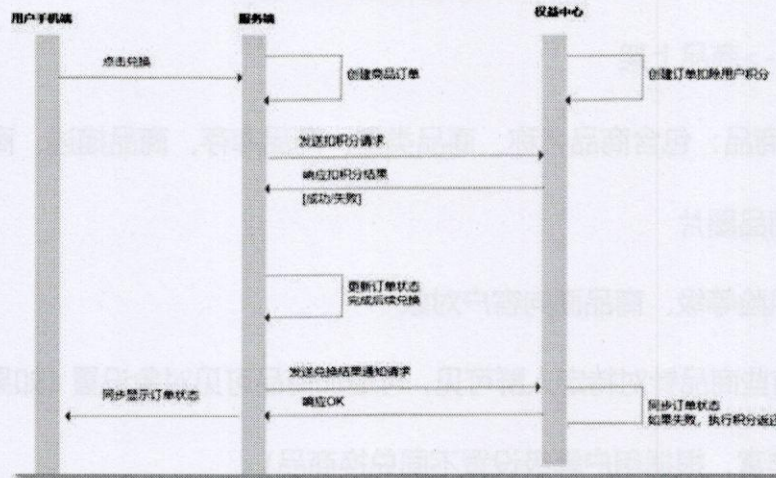 用户手机端
服务端
权益中心
点击兑换
创建商品订单
创建订单扣除用户积分
发送扣积分请求
响应扣积分结果
[成功/失败]
更新订单状态
完成后续兑换
发送兑换结果通知请求
同步显示订单状态
响应OK
同步订单状态
如果失败，执行积分返还